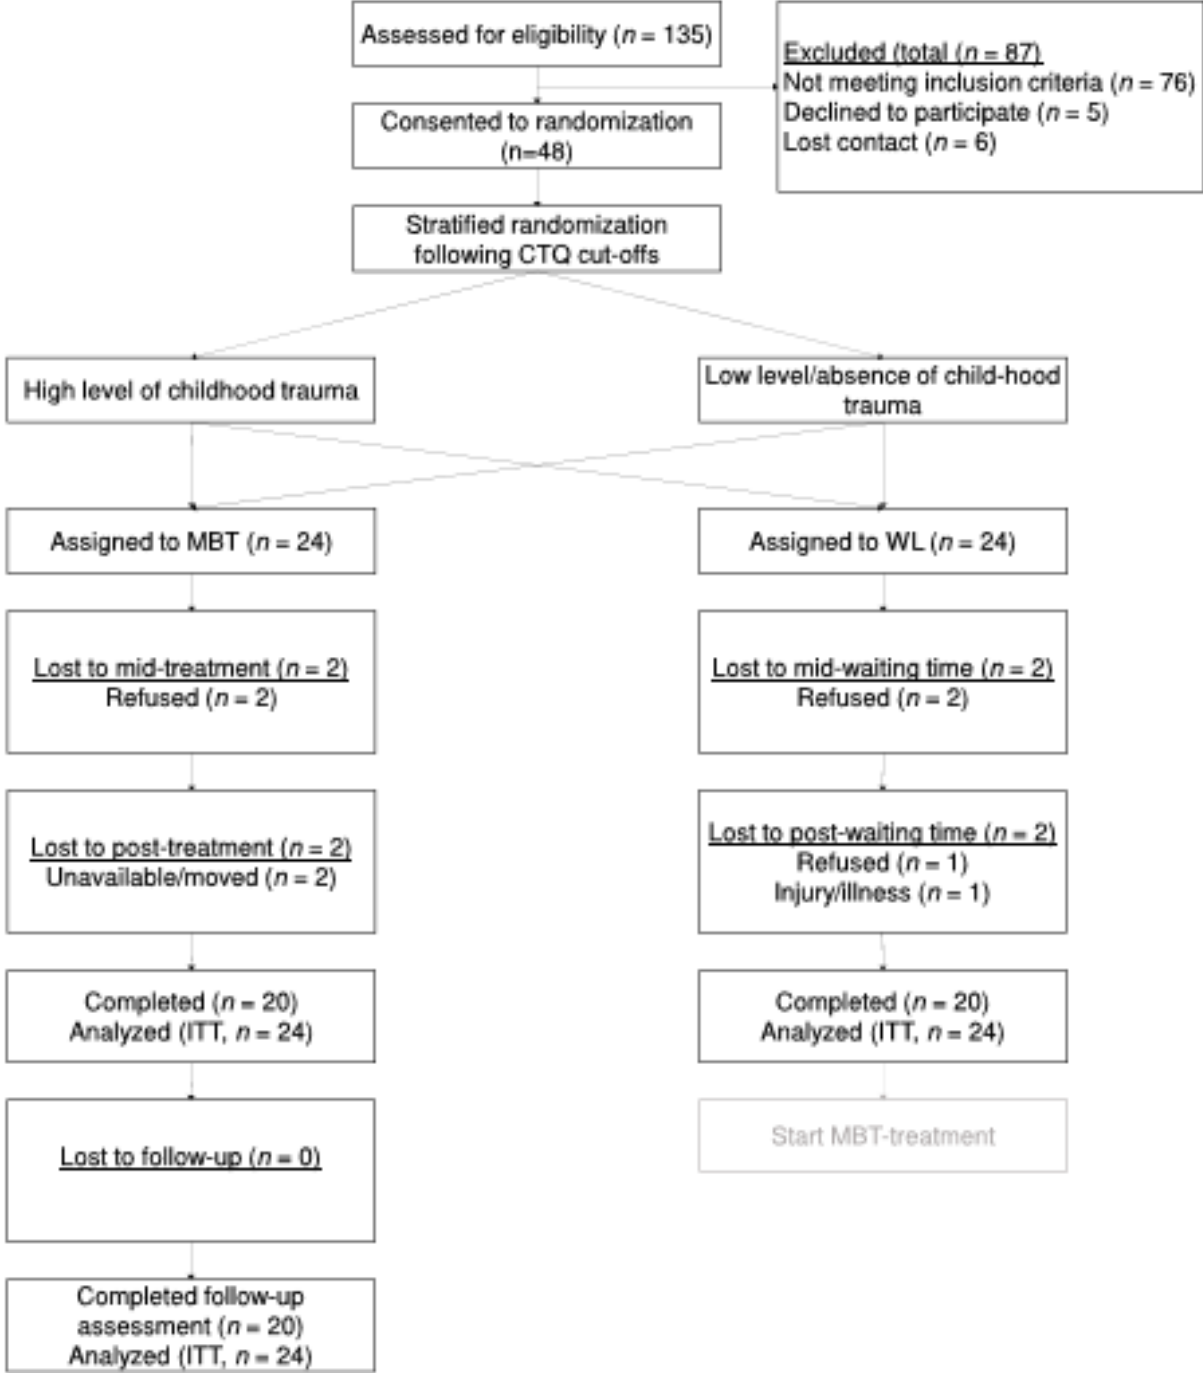 Assessed for eligibility (n = 135)
Excluded (total (n = 87)
Not meeting inclusion criteria (n = 76)
Declined to participate (n = 5)
Lost contact (n = 6)
Consented to randomization
(n=48)
Stratified randomization
following CTQ cut-offs
High level of childhood trauma
Low level/absence of child-hood
trauma
Assigned to MBT (n = 24)
Assigned to WL (n = 24)
Lost to mid-treatment (n = 2)
Refused (n = 2)
Lost to mid-waiting time (n = 2)
Refused (n = 2)
Lost to post-treatment (n = 2)
Unavailable/moved (n = 2)
Lost to post-waiting time (n = 2)
Refused (n = 1)
Injury/illness (n = 1)
Completed (n = 20)
Analyzed (ITT, n = 24)
Completed (n = 20)
Analyzed (ITT, n = 24)
Lost to follow-up (n = 0)
Start MBT-treatment
Completed follow-up
assessment (n = 20)
Analyzed (ITT, n = 24)